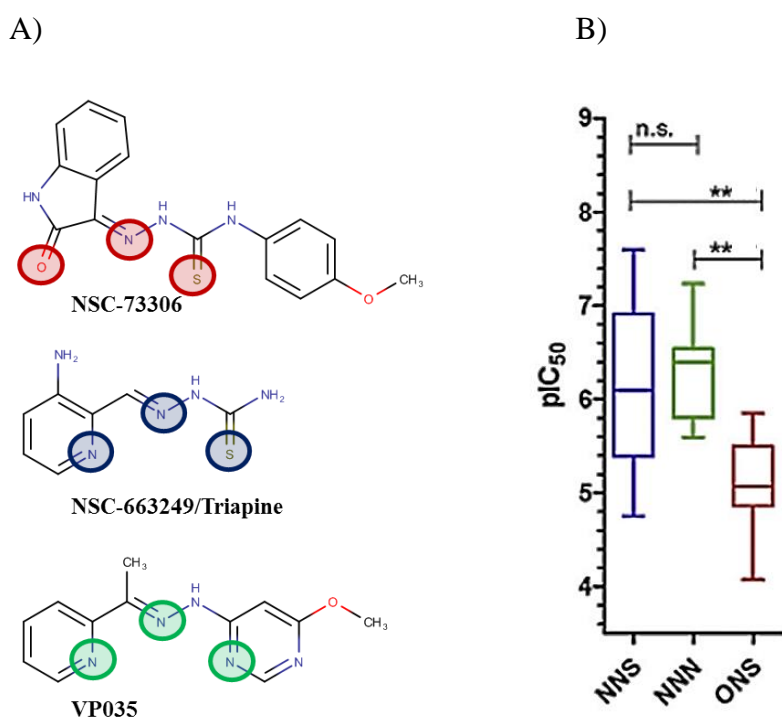 A)
B)
HN
O
N
H
N
S
H
N
O
CH3
NSC-73306
NH2
N
N
H
N
S
NH2
NSC-663249/Triapine
CH3
N
N
H
N
N
N
O
CH3
VP035
9
8
7
6
5
4
pIC50
n.s.
**
**
NNS
NNN
ONS